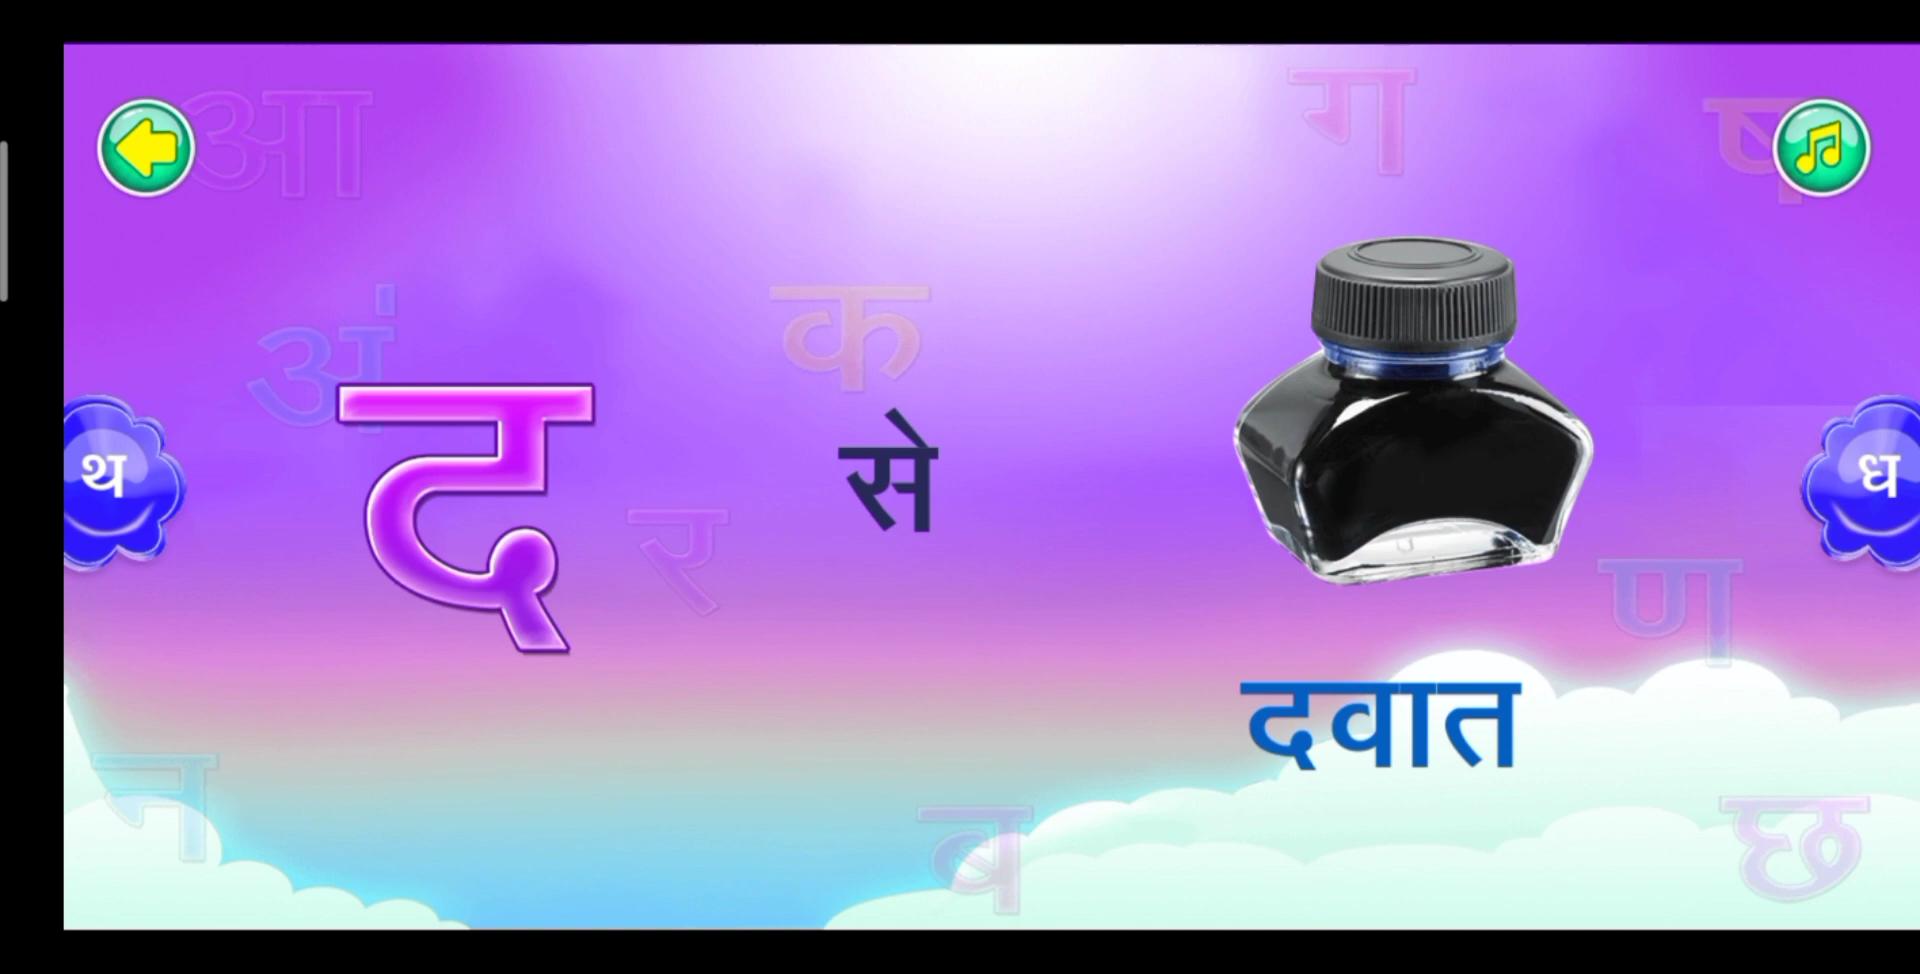 आ
ग
ष
अं
क
थ
द
से
र
ध
ण
दवात
न
ब
छ